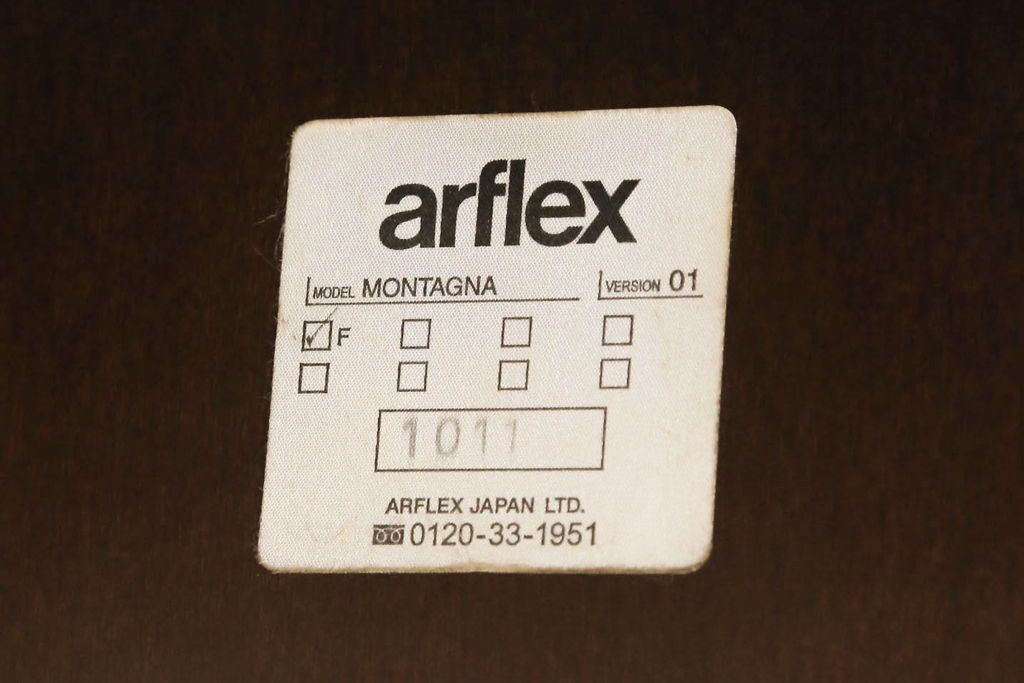 arflex
MODEL MONTAGNA VERSION 01
F
1011
ARFLEX JAPAN LTD.
0120-33-1951